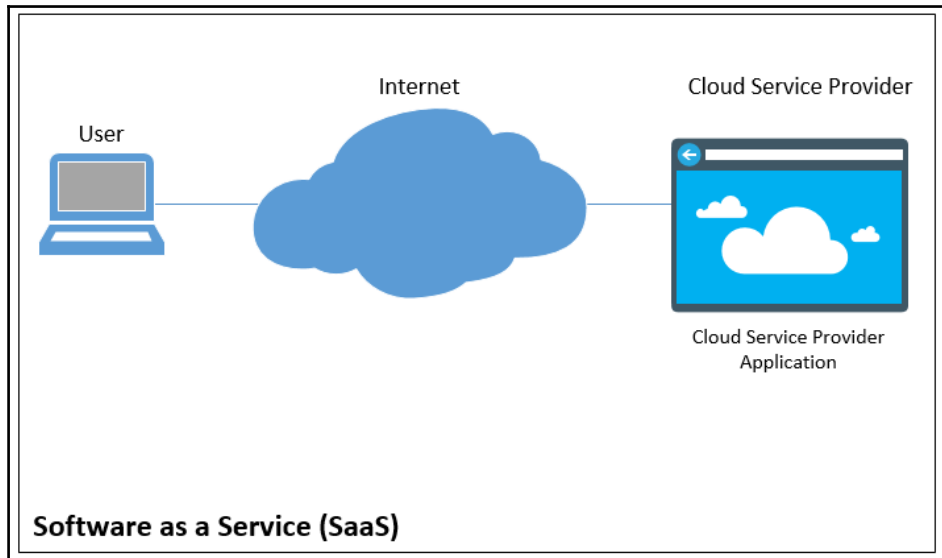 Internet
Cloud Service Provider
User
Cloud Service Provider
Application
Software as a Service (SaaS)